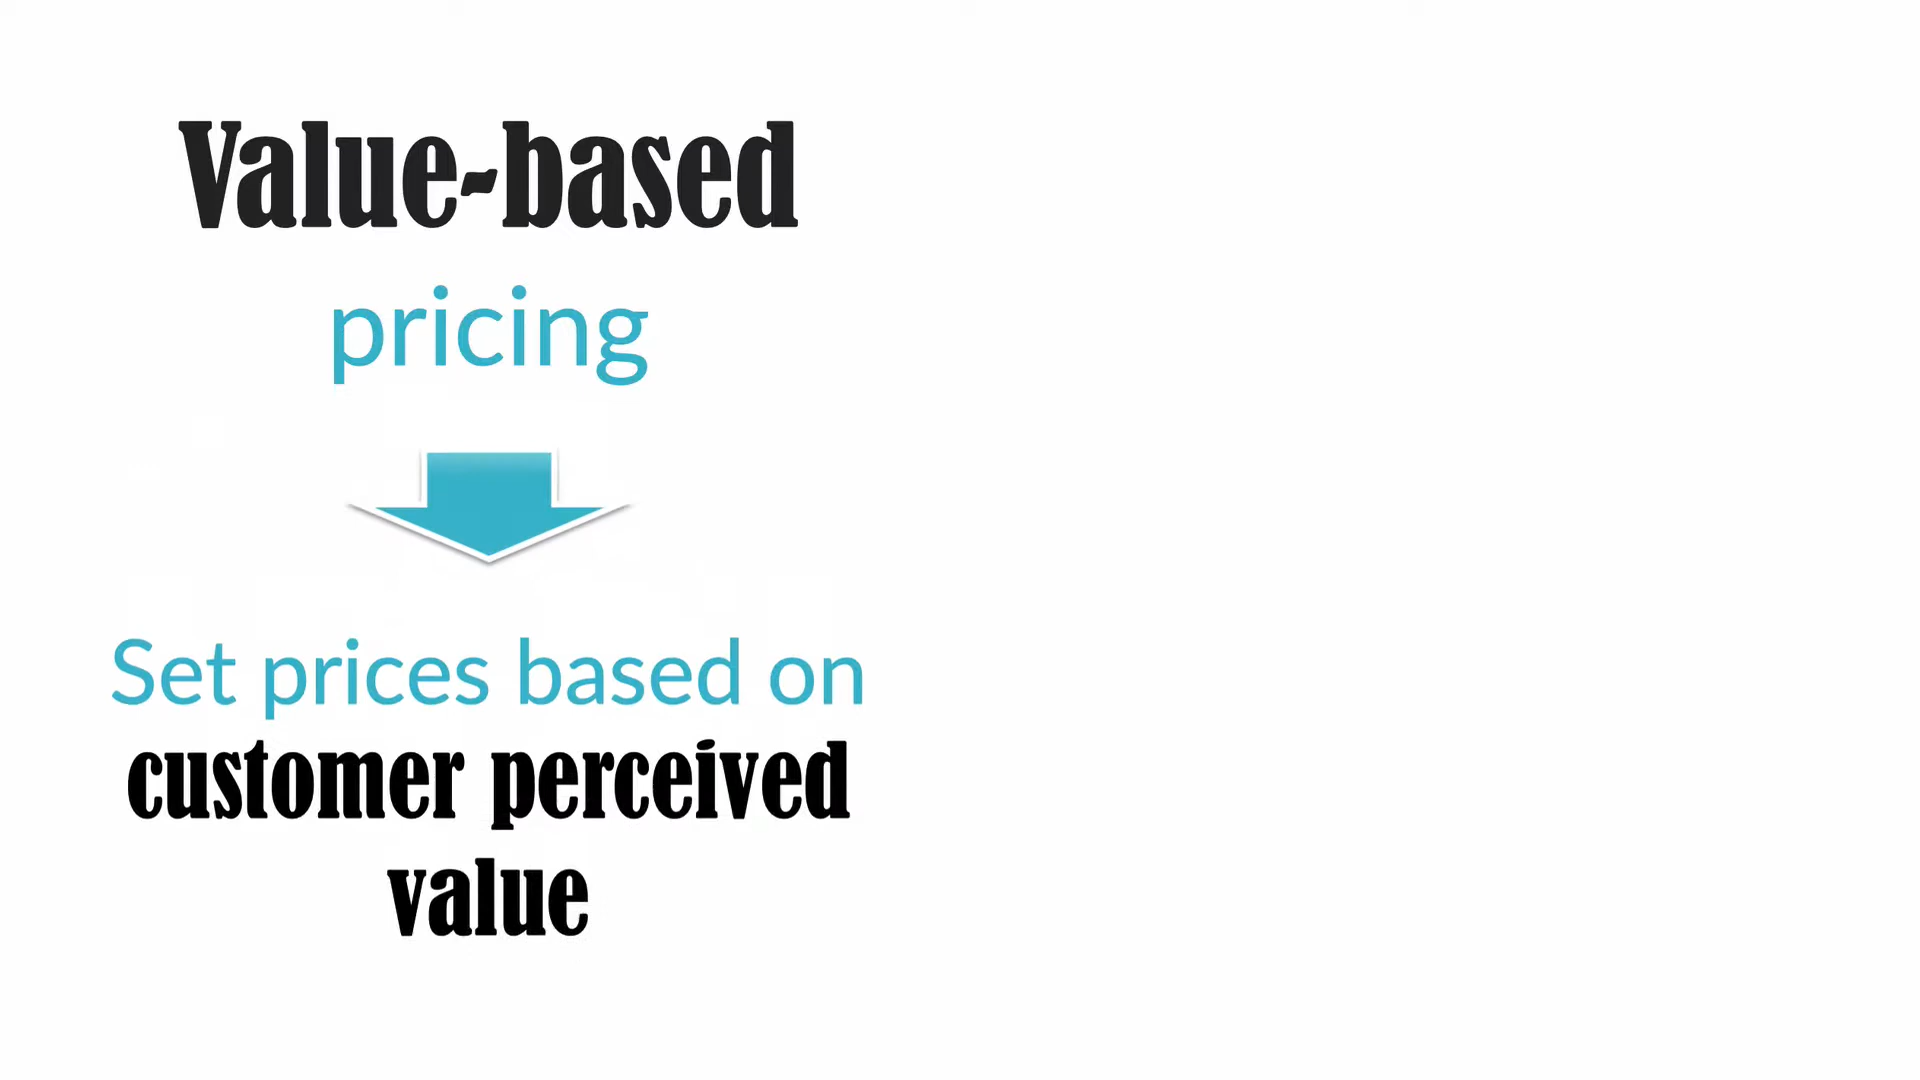 Value-based
pricing
Set prices based on
customer perceived
value